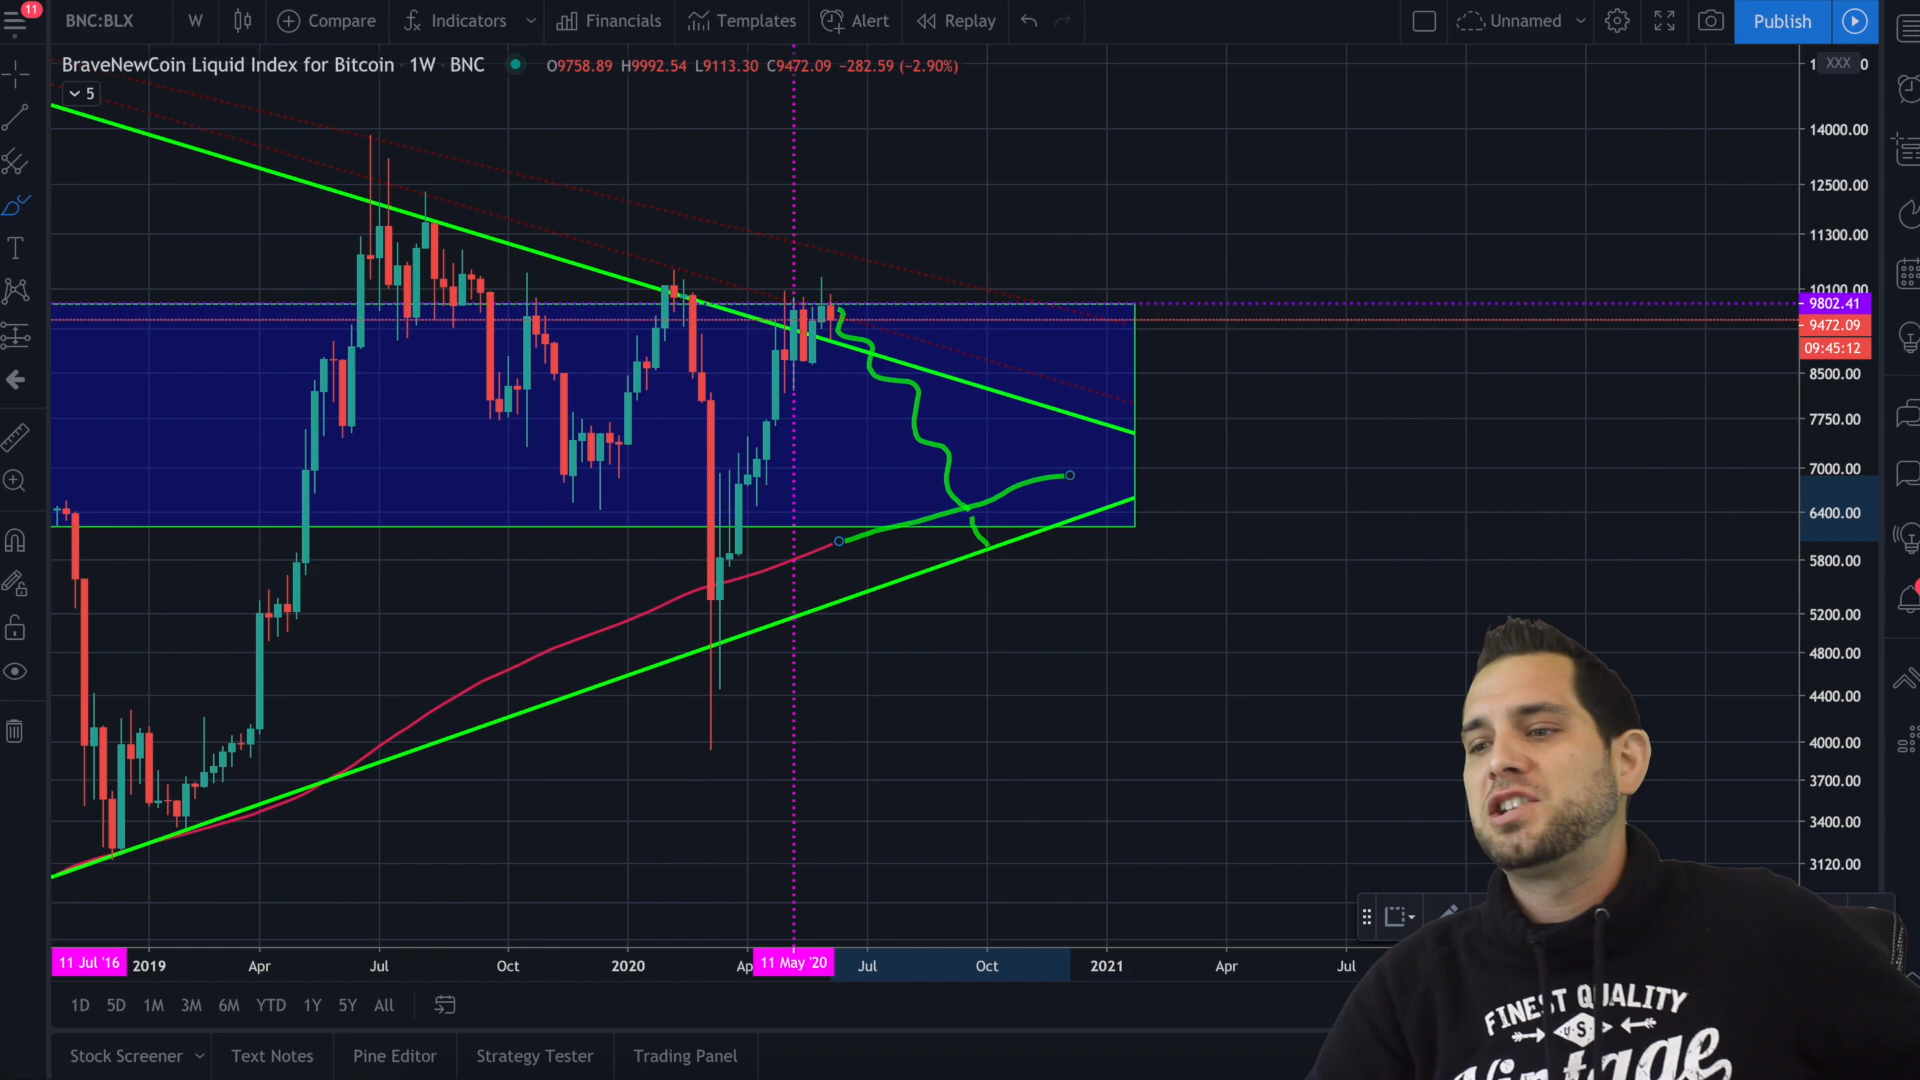 11
BNC:BLX W Compare Indicators Financials Templates Alert Replay Unnamed Publish
BraveNewCoin Liquid Index for Bitcoin · 1W · BNC O9758.89 H9992.54 L9113.30 C9472.09 −282.59 (−2.90%)
5
XXX
14000.00
12500.00
11300.00
10100.00
9802.41
9472.09
09:45:12
8500.00
7750.00
7000.00
6400.00
5800.00
5200.00
4800.00
4400.00
4000.00
3700.00
3400.00
3120.00
11 Jul '16 2019 Apr Jul Oct 2020 Ap 11 May '20 Jul Oct 2021 Apr Jul
1D 5D 1M 3M 6M YTD 1Y 5Y All
Stock Screener Text Notes Pine Editor Strategy Tester Trading Panel
FINEST QUALITY
U S
Vintage